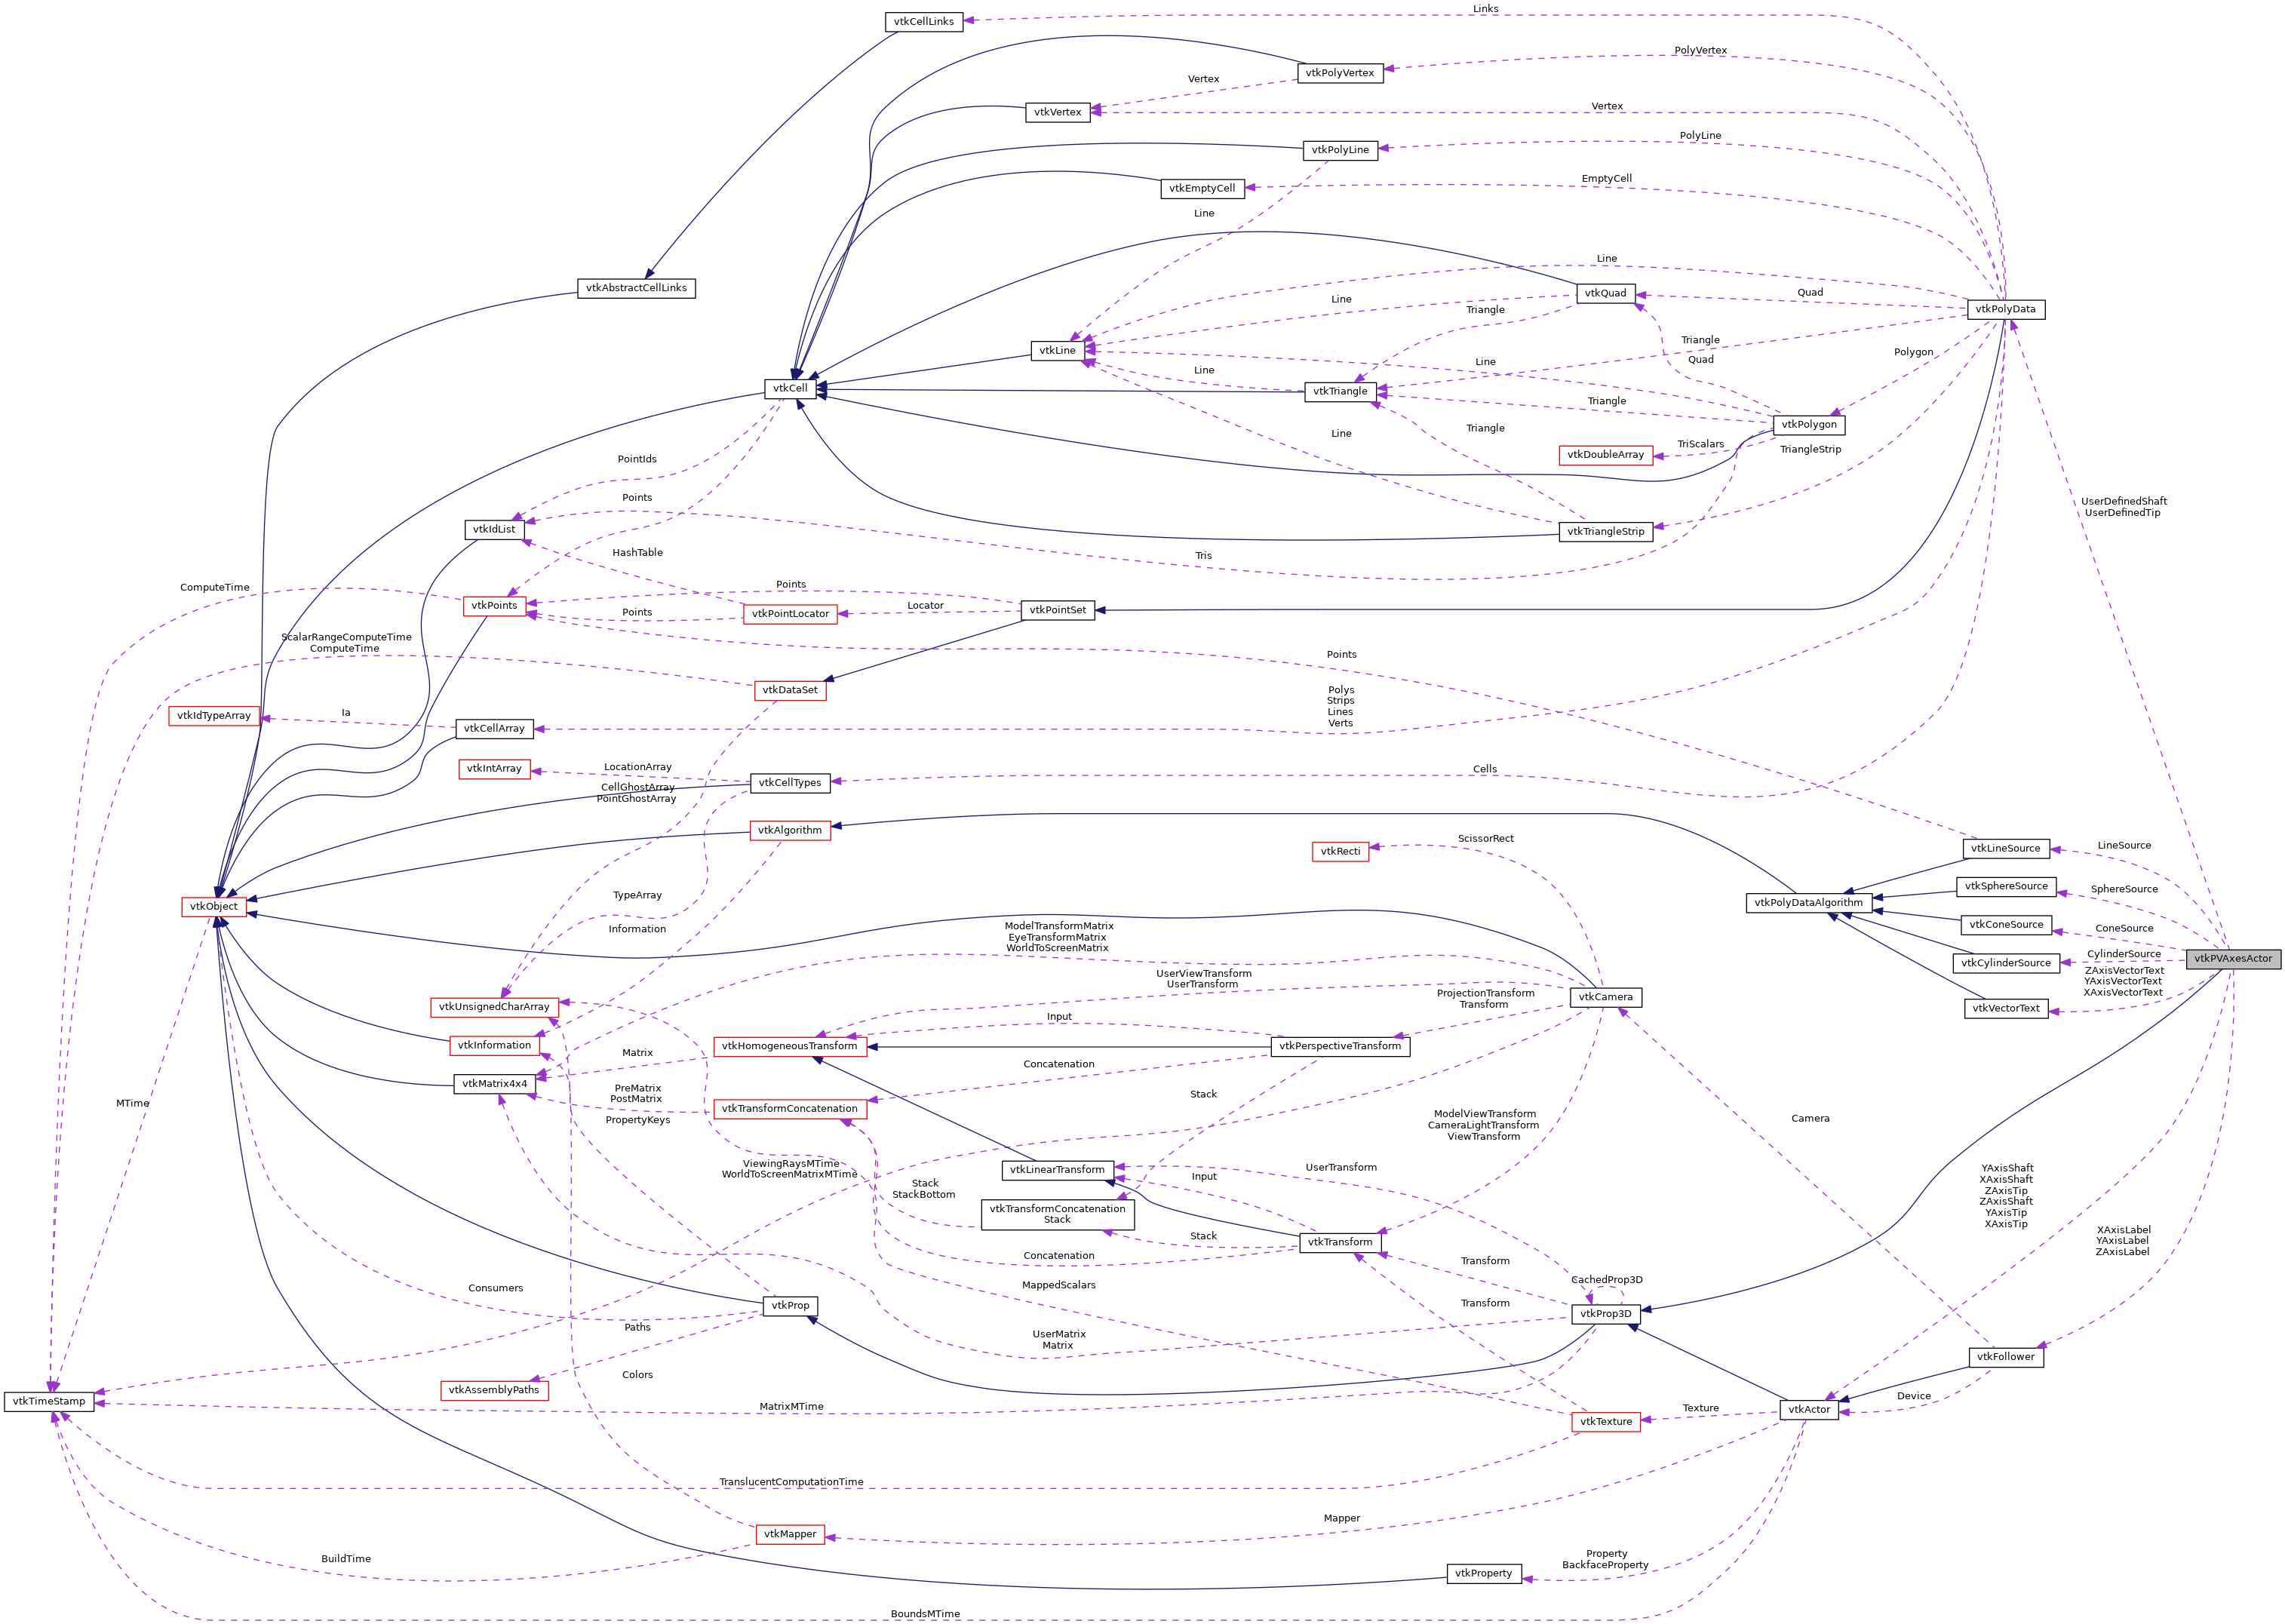 Links
vtkCellLinks
PolyVertex
vtkPolyVertex
Vertex
Vertex
vtkVertex
PolyLine
vtkPolyLine
EmptyCell
vtkEmptyCell
Line
Line
vtkAbstractCellLinks
Quad
vtkQuad
Line
Triangle
vtkPolyData
Triangle
vtkLine
Polygon
Line
Quad
Line
vtkCell
vtkTriangle
Triangle
vtkPolygon
Line
Triangle
TriScalars
TriangleStrip
vtkDoubleArray
PointIds
Points
UserDefinedShaft
UserDefinedTip
vtkIdList
vtkTriangleStrip
HashTable
Tris
ComputeTime
Points
vtkPoints
Points
vtkPointLocator
Locator
vtkPointSet
ScalarRangeComputeTime
ComputeTime
Points
vtkDataSet
Polys
Strips
Lines
Verts
vtkIdTypeArray
Ia
vtkCellArray
vtkIntArray
LocationArray
Cells
vtkCellTypes
CellGhostArray
PointGhostArray
vtkAlgorithm
ScissorRect
vtkRecti
vtkLineSource
LineSource
vtkSphereSource
SphereSource
TypeArray
vtkObject
vtkPolyDataAlgorithm
Information
ModelTransformMatrix
EyeTransformMatrix
WorldToScreenMatrix
vtkConeSource
ConeSource
CylinderSource
vtkPVAxesActor
vtkCylinderSource
UserViewTransform
UserTransform
ZAxisVectorText
YAxisVectorText
XAxisVectorText
ProjectionTransform
Transform
vtkCamera
vtkUnsignedCharArray
vtkVectorText
Input
vtkInformation
Matrix
vtkHomogeneousTransform
vtkPerspectiveTransform
Concatenation
vtkMatrix4x4
PreMatrix
PostMatrix
Stack
MTime
vtkTransformConcatenation
PropertyKeys
ModelViewTransform
CameraLightTransform
ViewTransform
Camera
ViewingRaysMTime
WorldToScreenMatrixMTime
vtkLinearTransform
UserTransform
Input
Stack
StackBottom
YAxisShaft
XAxisShaft
ZAxisTip
ZAxisShaft
YAxisTip
XAxisTip
vtkTransformConcatenation
Stack
Stack
vtkTransform
XAxisLabel
YAxisLabel
ZAxisLabel
Concatenation
Transform
CachedProp3D
Consumers
MappedScalars
Transform
vtkProp
vtkProp3D
Paths
UserMatrix
Matrix
vtkFollower
Colors
vtkAssemblyPaths
vtkTimeStamp
MatrixMTime
Device
Texture
vtkActor
vtkTexture
TranslucentComputationTime
Mapper
vtkMapper
BuildTime
Property
BackfaceProperty
vtkProperty
BoundsMTime